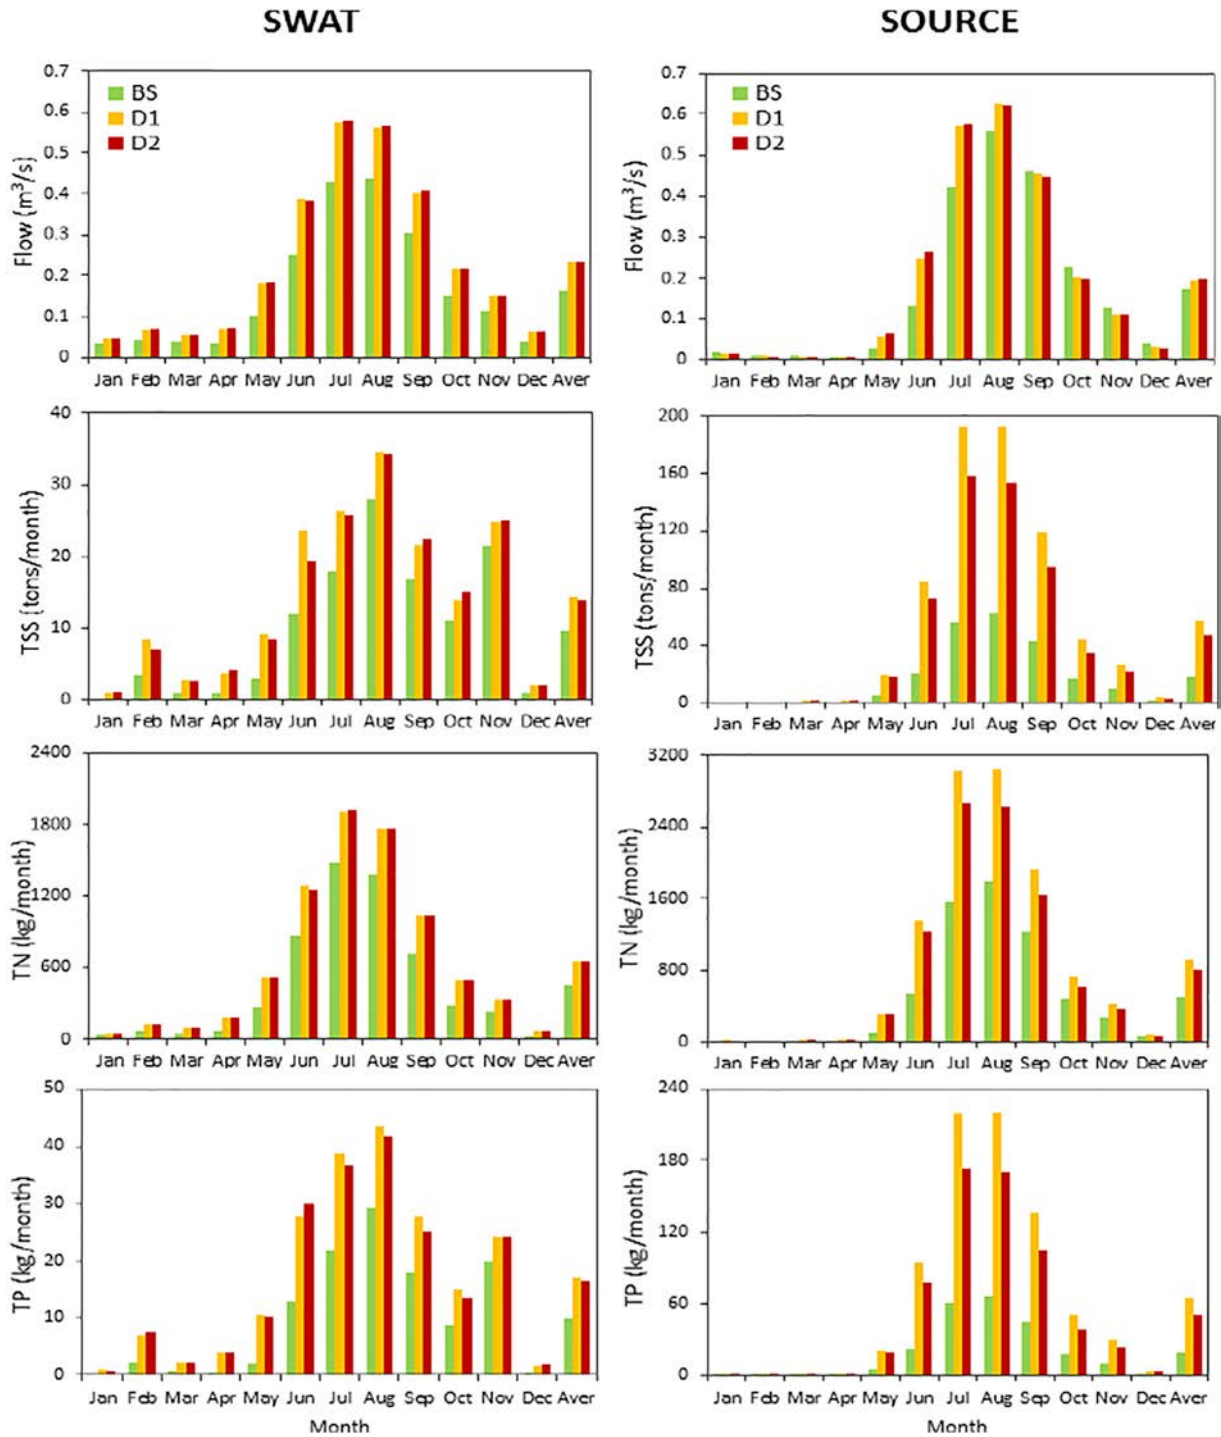 SWAT
SOURCE
Flow (m³/s)
0.7
0.6
0.5
0.4
0.3
0.2
0.1
0
BS
D1
D2
Jan Feb Mar Apr May Jun Jul Aug Sep Oct Nov Dec Aver
Flow (m³/s)
0.7
0.6
0.5
0.4
0.3
0.2
0.1
0
BS
D1
D2
Jan Feb Mar Apr May Jun Jul Aug Sep Oct Nov Dec Aver
TSS (tons/month)
40
30
20
10
0
Jan Feb Mar Apr May Jun Jul Aug Sep Oct Nov Dec Aver
TSS (tons/month)
200
160
120
80
40
0
Jan Feb Mar Apr May Jun Jul Aug Sep Oct Nov Dec Aver
TN (kg/month)
2400
1800
1200
600
0
Jan Feb Mar Apr May Jun Jul Aug Sep Oct Nov Dec Aver
TN (kg/month)
3200
2400
1600
800
0
Jan Feb Mar Apr May Jun Jul Aug Sep Oct Nov Dec Aver
TP (kg/month)
50
40
30
20
10
0
Jan Feb Mar Apr May Jun Jul Aug Sep Oct Nov Dec Aver
Month
TP (kg/month)
240
180
120
60
0
Jan Feb Mar Apr May Jun Jul Aug Sep Oct Nov Dec Aver
Month